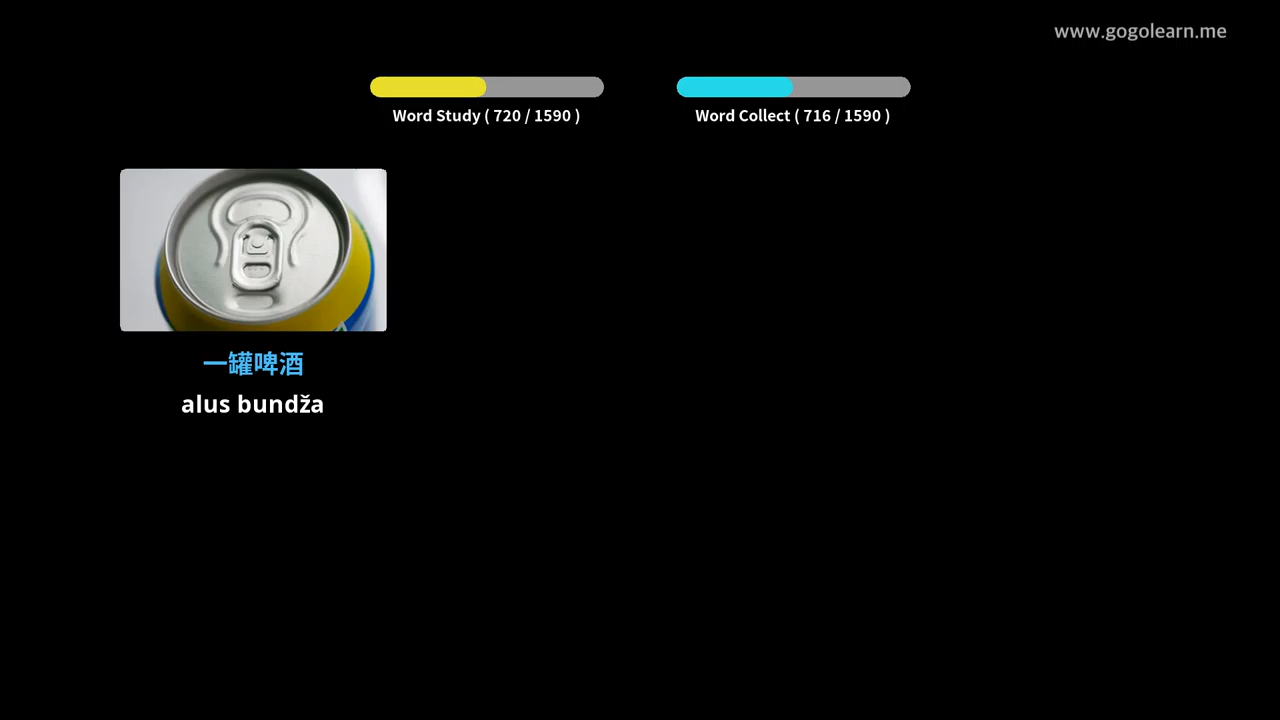 www.gogolearn.me
Word Study ( 720 / 1590 )
Word Collect ( 716 / 1590 )
一罐啤酒
alus bundža